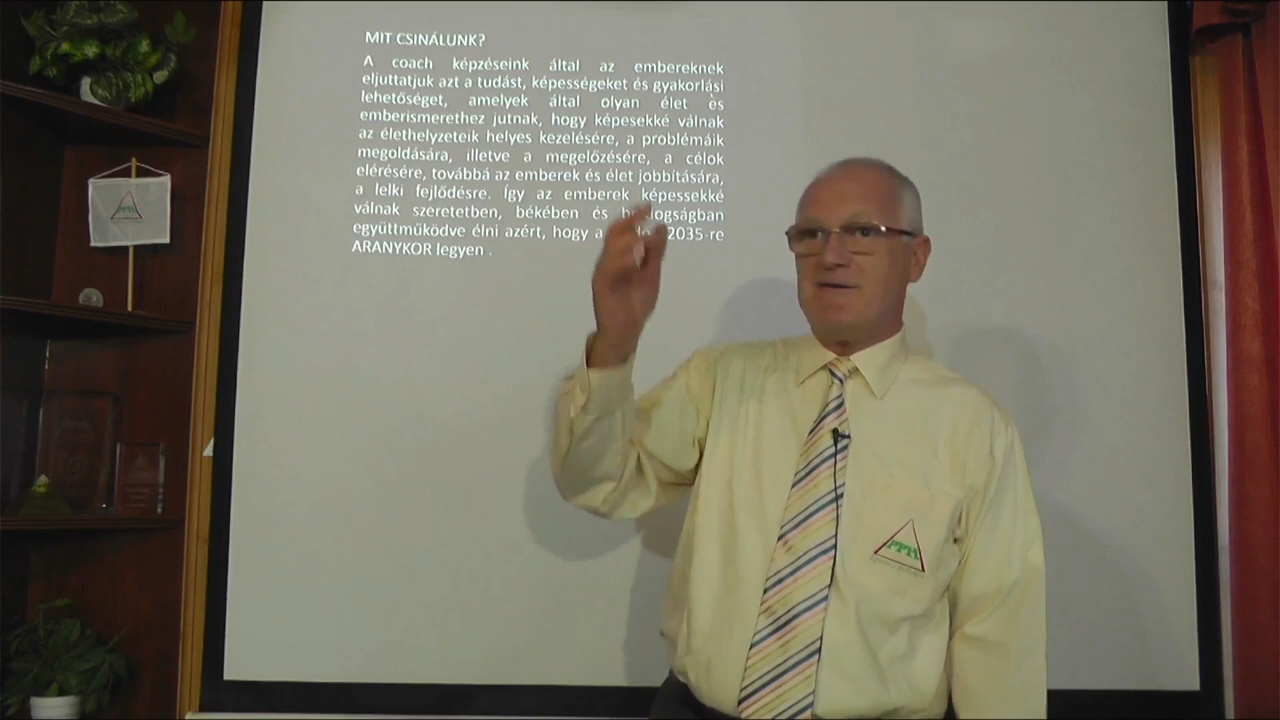 MIT CSINÁLUNK?
A coach képzéseink által az embereknek
eljuttatjuk azt a tudást, képességeket és gyakorlási
lehetőséget, amelyek által olyan élet és
emberismerethez jutnak, hogy képesekké válnak
az élethelyzeteik helyes kezelésére, a problémáik
megoldására, illetve a megelőzésére, a célok
elérésére, továbbá az emberek és élet jobbítására,
a lelki fejlődésre. Így az emberek képessekké
válnak szeretetben, békében és
együttműködve élni azért, hogy a 2035-re
ARANYKOR legyen .